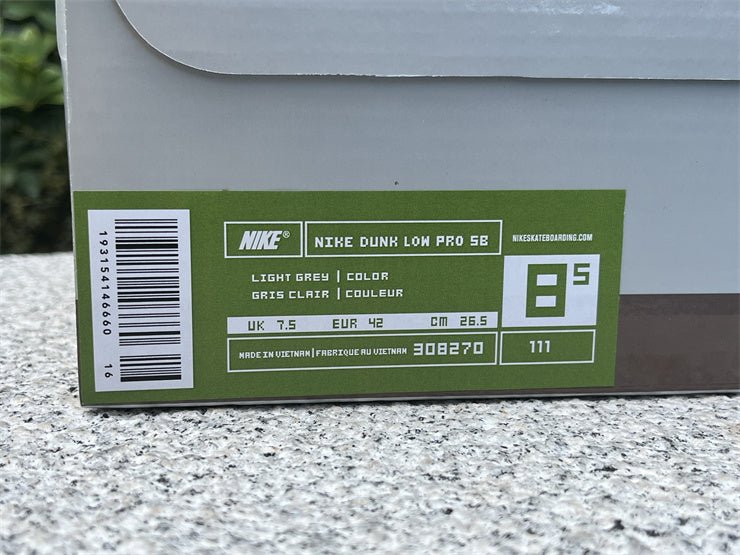 193154146660 16
NIKE® NIKE DUNK LOW PRO SB NIKESKATEBOARDING.COM
LIGHT GREY | COLOR
GRIS CLAIR | COULEUR
8 5
UK 7.5 EUR 42 CM 26.5
MADE IN VIETNAM | FABRIQUE AU VIETNAM 308270 111